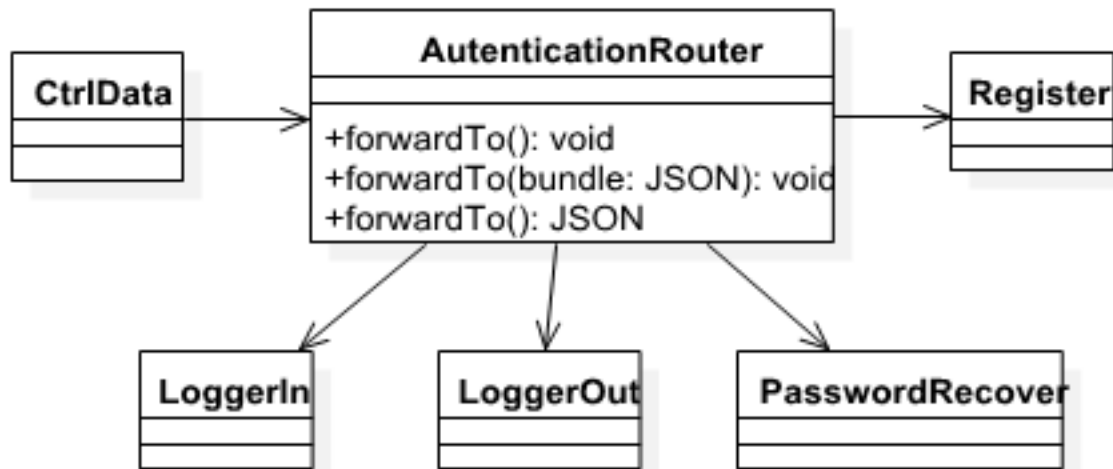 AutenticationRouter
CtrlData
Register
+forwardTo(): void
+forwardTo(bundle: JSON): void
+forwardTo(): JSON
LoggerIn
LoggerOut
PasswordRecover